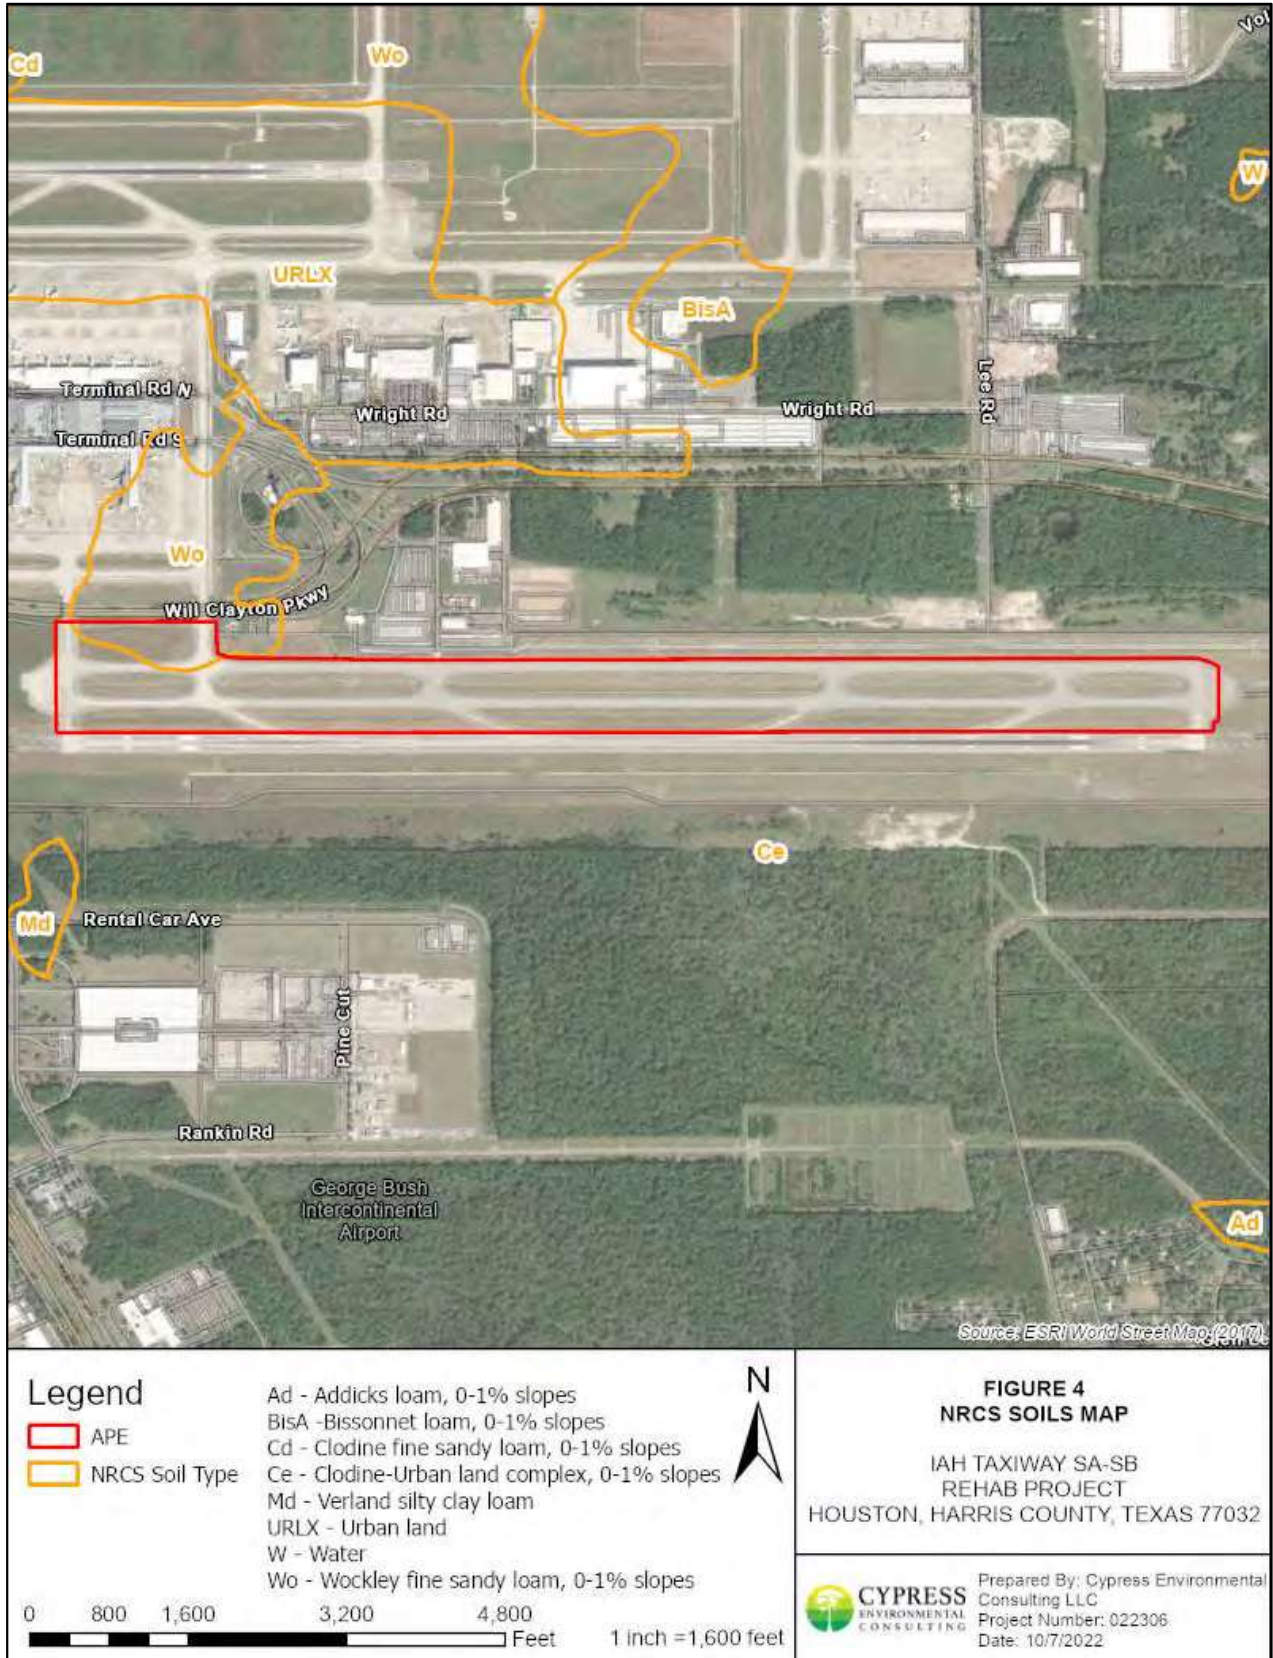 Vol
Cd
Wo
W
URLX
BisA
Terminal Rd N
Wright Rd
Wright Rd
Lee Rd
Terminal Rd S
Wo
Will Clayton Pkwy
Ce
Md
Rental Car Ave
Pine Cut
Rankin Rd
George Bush
Intercontinental
Airport
Ad
Source: ESRI World Street Map (2017)
Legend
APE
NRCS Soil Type
Ad - Addicks loam, 0-1% slopes
BisA -Bissonnet loam, 0-1% slopes
Cd - Clodine fine sandy loam, 0-1% slopes
Ce - Clodine-Urban land complex, 0-1% slopes
Md - Verland silty clay loam
URLX - Urban land
W - Water
Wo - Wockley fine sandy loam, 0-1% slopes
N
0 800 1,600 3,200 4,800
Feet
1 inch =1,600 feet
FIGURE 4
NRCS SOILS MAP
IAH TAXIWAY SA-SB
REHAB PROJECT
HOUSTON, HARRIS COUNTY, TEXAS 77032
CYPRESS
ENVIRONMENTAL
CONSULTING
Prepared By: Cypress Environmental
Consulting LLC
Project Number: 022306
Date: 10/7/2022